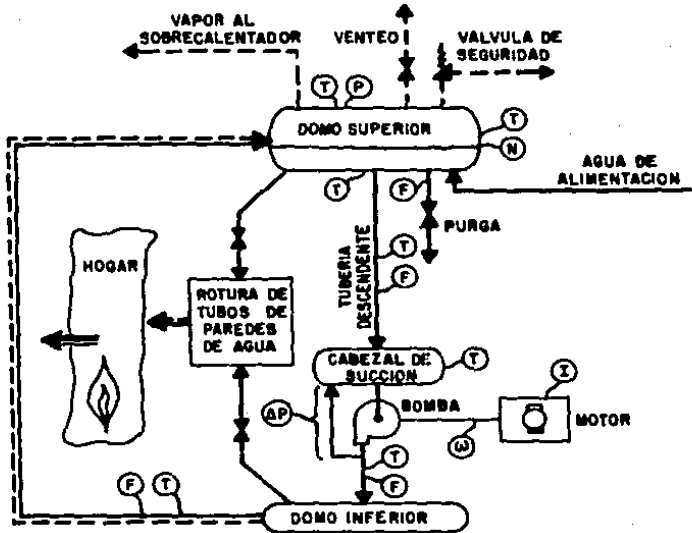 VAPOR AL
SOBRECALENTADOR
VENTEO
VALVULA DE
SEGURIDAD
T
P
DOMO SUPERIOR
T
N
T
F
AGUA DE
ALIMENTACION
PURGA
TUBERIA
DESCENDENTE
T
F
HOGAR
ROTURA DE
TUBOS DE
PAREDES
DE AGUA
CABEZAL DE
SUCCION
T
ΔP
BOMBA
I
MOTOR
ω
T
F
F
T
DOMO INFERIOR